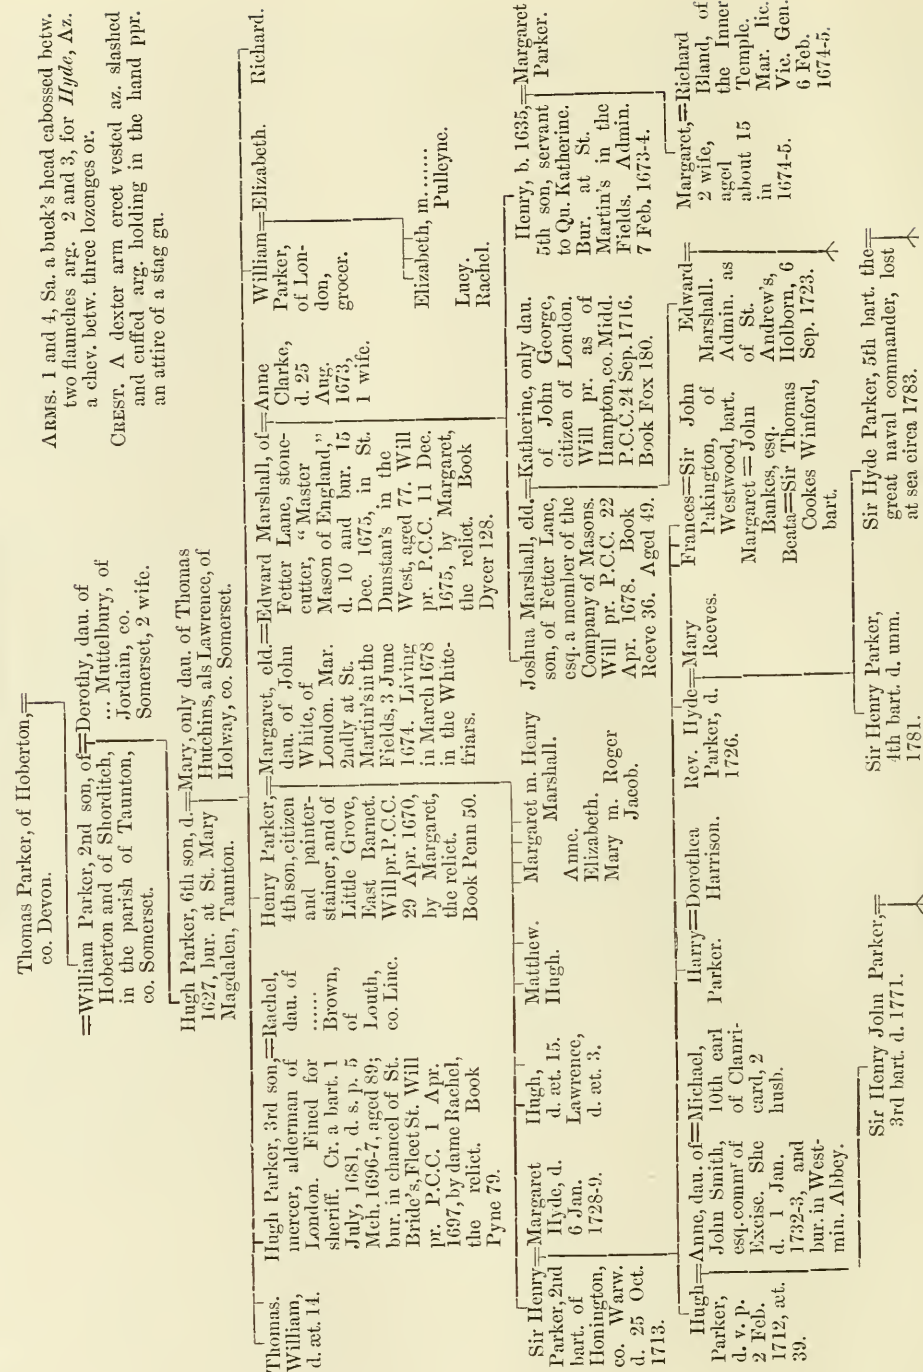 ARMS. 1 and 4, Sa. a buck's head cabossed betw.
two flaunches arg. 2 and 3, for Hyde, Az.
a chev. betw. three lozenges or.
CREST. A dexter arm erect vested az. slashed
and cuffed arg. holding in the hand ppr.
an attire of a stag gu.
Thomas Parker, of Hoberton,=
co. Devon.
=William Parker, 2nd son, of=Dorothy, dau. of
Hoberton and of Shorditch,
in the parish of Taunton,
co. Somerset.
... Muttelbury, of
Jordain, co.
Somerset, 2 wife.
Hugh Parker, 6th son, d.=Mary, only dau. of Thomas
1627, bur. at St. Mary
Magdalen, Taunton.
Hutchins, als Lawrence, of
Holway, co. Somerset.
Thomas.
William,
d. æt. 14.
Hugh Parker, 3rd son,=Rachel,
mercer, alderman of
London. Fined for
sheriff. Cr. a bart. 1
July, 1681, d. s. p. 5
Mch. 1696-7, aged 89;
bur. in chancel of St.
Bride's, Fleet St. Will
pr. P.C.C. 1 Apr.
1697, by dame Rachel,
the relict. Book
Pyne 79.
dau. of
...... Brown,
of
Louth,
co. Linc.
Henry Parker,=Margaret, eld.=Edward Marshall, of=Anne
4th son, citizen
and painter-
stainer, and of
Little Grove,
East Barnet.
Will pr. P.C.C.
29 Apr. 1670,
by Margaret,
the relict.
Book Penn 50.
dau. of John
White, of
London. Mar.
2ndly at St.
Martin's in the
Fields, 3 June
1674. Living
in March 1678
in the White-
friars.
Fetter Lane, stone-
cutter, "Master
Mason of England,"
d. 10 and bur. 15
Dec. 1675, in St.
Dunstan's in the
West, aged 77. Will
pr. P.C.C. 11 Dec.
1675, by Margaret,
the relict. Book
Dycer 128.
Clarke,
d. 25
Aug.
1673,
1 wife.
William=Elizabeth.
Parker,
of Lon-
don,
grocer.
Richard.
Elizabeth, m. ......
Pulleyne.
Lucy.
Rachel.
Sir Henry=Margaret
Parker, 2nd
bart. of
Honington,
co. Warw.
d. 25 Oct.
1713.
Hyde, d.
6 Jan.
1728-9.
Hugh,
d. æt. 15.
Lawrence,
d. æt. 3.
Matthew.
Hugh.
Margaret m. Henry
Marshall.
Anne.
Elizabeth.
Mary m. Roger
Jacob.
Joshua Marshall, eld.=Katherine, only dau.
son, of Fetter Lane,
esq. a member of the
Company of Masons.
Will pr. P.C.C. 22
Apr. 1678. Book
Reeve 36. Aged 49.
of John George,
citizen of London.
Will pr. as of
Hampton, co. Midd.
P.C.C. 24 Sep. 1716.
Book Fox 180.
Henry, b. 1635,=Margaret
5th son, servant
to Qu. Katherine.
Bur. at St.
Martin's in the
Fields. Admin.
7 Feb. 1673-4.
Parker.
Hugh=Anne, dau. of=Michael,
Parker,
d. v. p.
2 Feb.
1712, æt.
39.
John Smith,
esq. commr of
Excise. She
d. 1 Jan.
1732-3, and
bur. in West-
min. Abbey.
10th earl
of Clanri-
card, 2
husb.
Harry=Dorothea
Parker.
Harrison.
Rev. Hyde=Mary
Parker, d.
1726.
Reeves.
Frances=Sir John
Pakington, of
Westwood, bart.
Margaret=John
Bankes, esq.
Beata=Sir Thomas
Cookes Winford,
bart.
Edward=
Marshall.
Admin. as
of St.
Andrew's,
Holborn, 6
Sep. 1723.
Margaret,=Richard
2 wife,
aged
about 15
in
1674-5.
Bland, of
the Inner
Temple.
Mar. lic.
Vic. Gen.
6 Feb.
1674-5.
Sir Henry John Parker,=
3rd bart. d. 1771.
Sir Henry Parker,
4th bart. d. unm.
1781.
Sir Hyde Parker, 5th bart. the=
great naval commander, lost
at sea circa 1783.